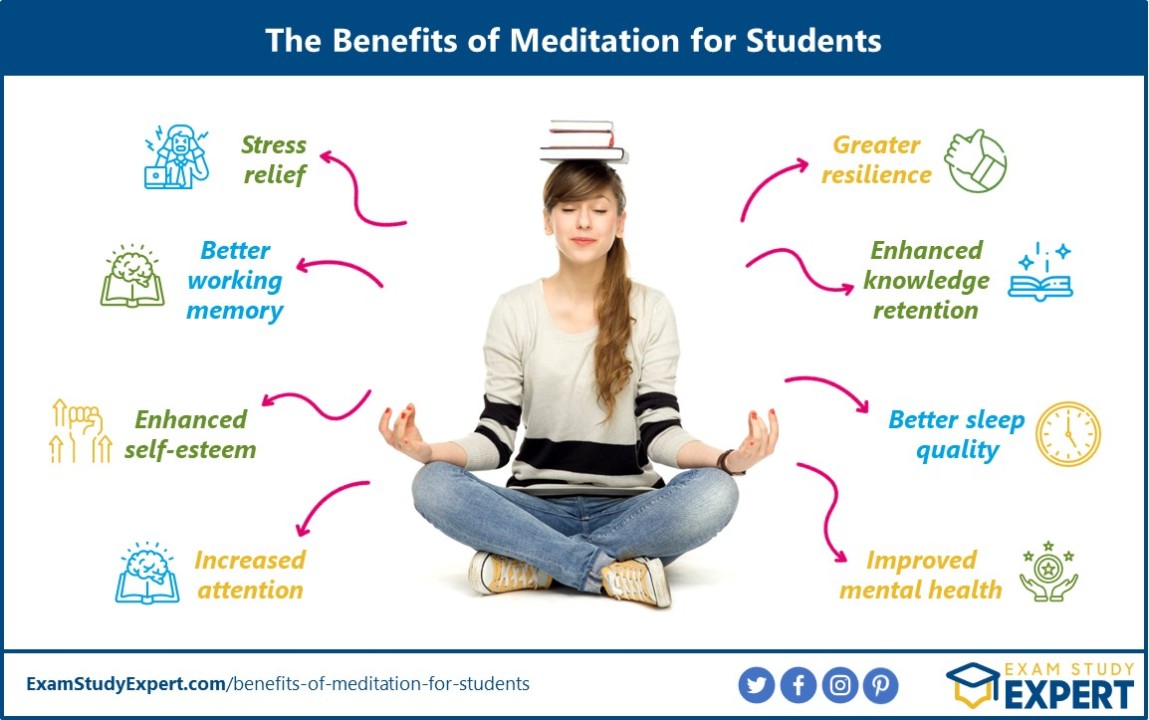 The Benefits of Meditation for Students
Stress
relief
Better
working
memory
Enhanced
self-esteem
Increased
attention
Greater
resilience
Enhanced
knowledge
retention
Better sleep
quality
Improved
mental health
ExamStudyExpert.com/benefits-of-meditation-for-students
EXAM STUDY
EXPERT